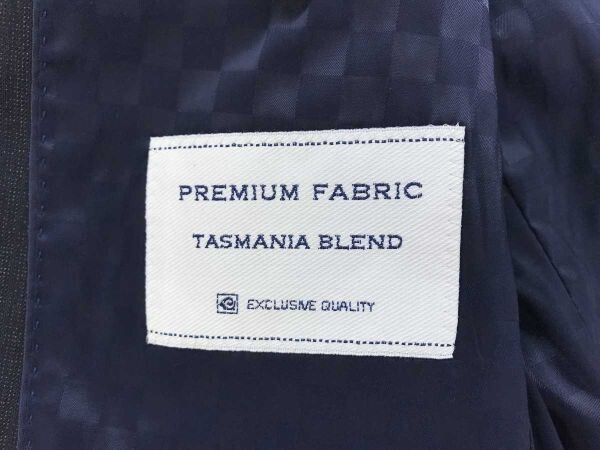 PREMIUM FABRIC
TASMANIA BLEND
EXCLUSIVE QUALITY